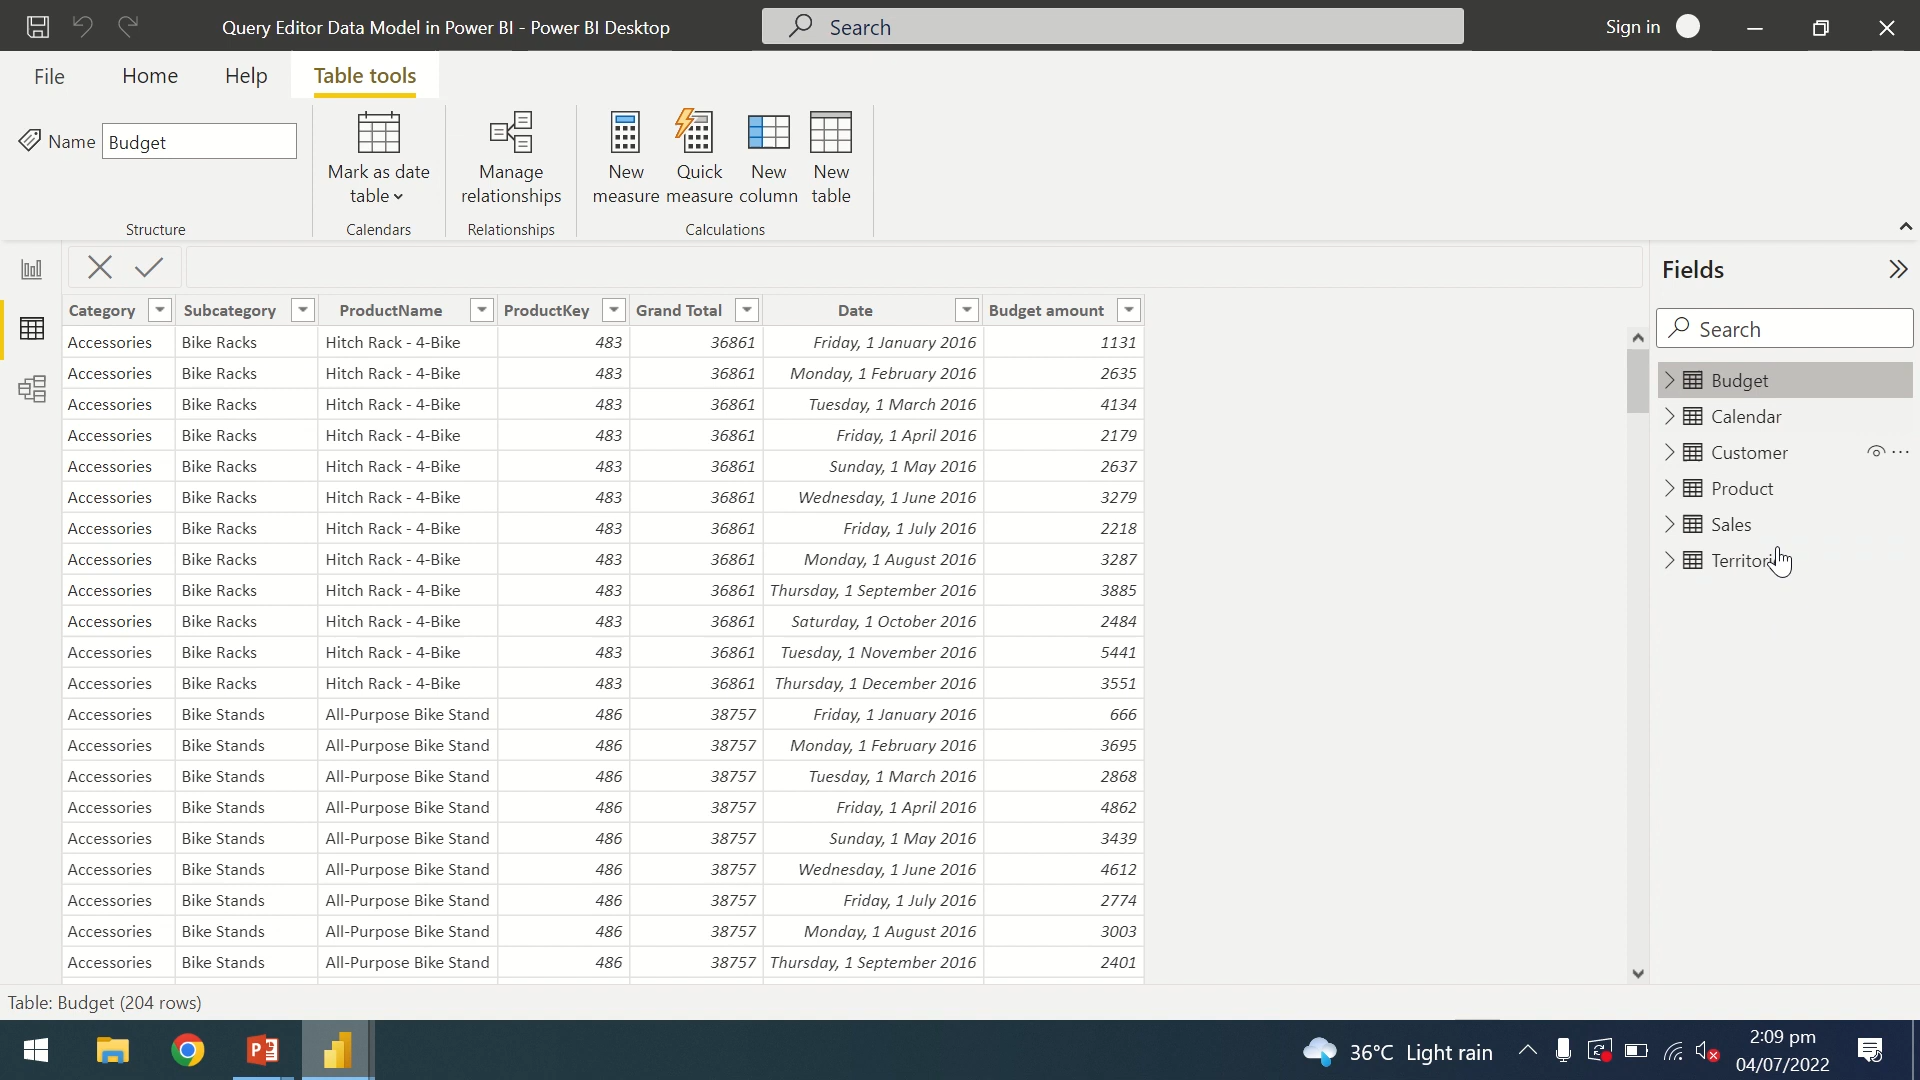 Query Editor Data Model in Power BI - Power BI Desktop
Search
Sign in
File Home Help Table tools
Name Budget
Mark as date table
Manage relationships
New measure
Quick measure
New column
New table
Structure Calendars Relationships Calculations
Fields
Category Subcategory ProductName ProductKey Grand Total Date Budget amount
Accessories Bike Racks Hitch Rack - 4-Bike 483 36861 Friday, 1 January 2016 1131
Accessories Bike Racks Hitch Rack - 4-Bike 483 36861 Monday, 1 February 2016 2635
Accessories Bike Racks Hitch Rack - 4-Bike 483 36861 Tuesday, 1 March 2016 4134
Accessories Bike Racks Hitch Rack - 4-Bike 483 36861 Friday, 1 April 2016 2179
Accessories Bike Racks Hitch Rack - 4-Bike 483 36861 Sunday, 1 May 2016 2637
Accessories Bike Racks Hitch Rack - 4-Bike 483 36861 Wednesday, 1 June 2016 3279
Accessories Bike Racks Hitch Rack - 4-Bike 483 36861 Friday, 1 July 2016 2218
Accessories Bike Racks Hitch Rack - 4-Bike 483 36861 Monday, 1 August 2016 3287
Accessories Bike Racks Hitch Rack - 4-Bike 483 36861 Thursday, 1 September 2016 3885
Accessories Bike Racks Hitch Rack - 4-Bike 483 36861 Saturday, 1 October 2016 2484
Accessories Bike Racks Hitch Rack - 4-Bike 483 36861 Tuesday, 1 November 2016 5441
Accessories Bike Racks Hitch Rack - 4-Bike 483 36861 Thursday, 1 December 2016 3551
Accessories Bike Stands All-Purpose Bike Stand 486 38757 Friday, 1 January 2016 666
Accessories Bike Stands All-Purpose Bike Stand 486 38757 Monday, 1 February 2016 3695
Accessories Bike Stands All-Purpose Bike Stand 486 38757 Tuesday, 1 March 2016 2868
Accessories Bike Stands All-Purpose Bike Stand 486 38757 Friday, 1 April 2016 4862
Accessories Bike Stands All-Purpose Bike Stand 486 38757 Sunday, 1 May 2016 3439
Accessories Bike Stands All-Purpose Bike Stand 486 38757 Wednesday, 1 June 2016 4612
Accessories Bike Stands All-Purpose Bike Stand 486 38757 Friday, 1 July 2016 2774
Accessories Bike Stands All-Purpose Bike Stand 486 38757 Monday, 1 August 2016 3003
Accessories Bike Stands All-Purpose Bike Stand 486 38757 Thursday, 1 September 2016 2401
Search
Budget
Calendar
Customer
Product
Sales
Table: Budget (204 rows)
36°C Light rain
2:09 pm
04/07/2022